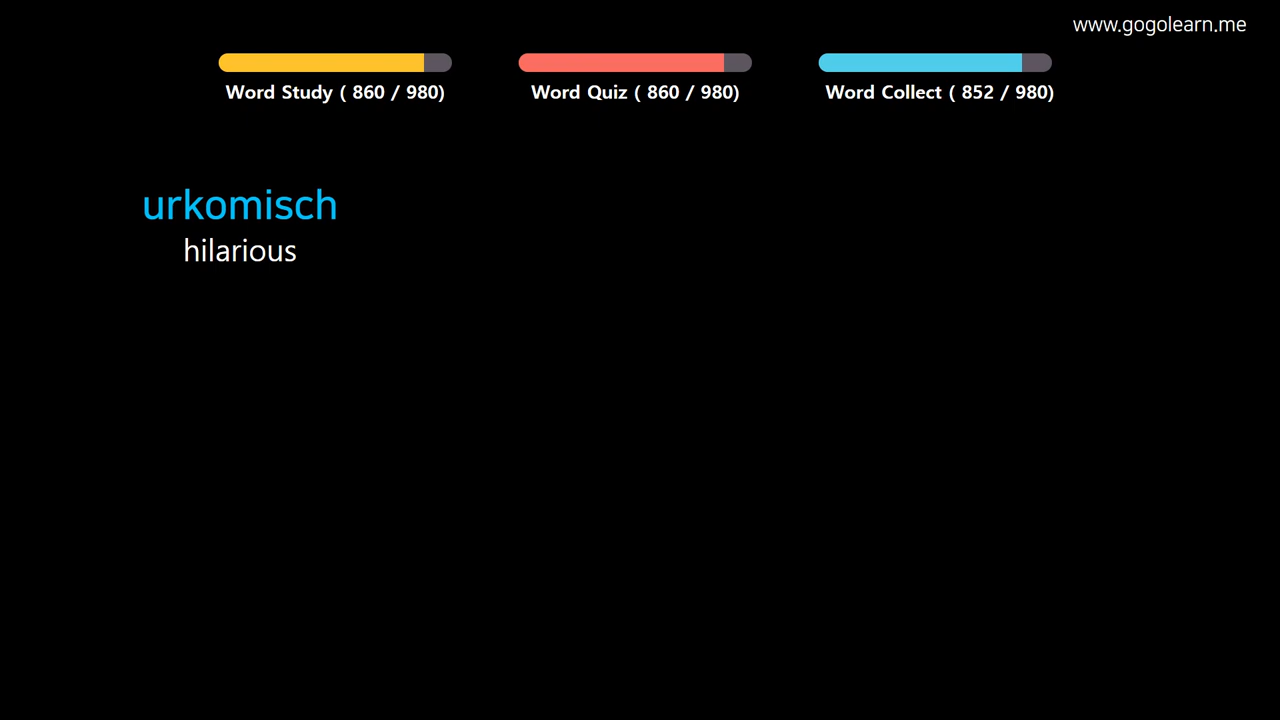 www.gogolearn.me
Word Study ( 860 / 980)
Word Quiz ( 860 / 980)
Word Collect ( 852 / 980)
urkomisch
hilarious